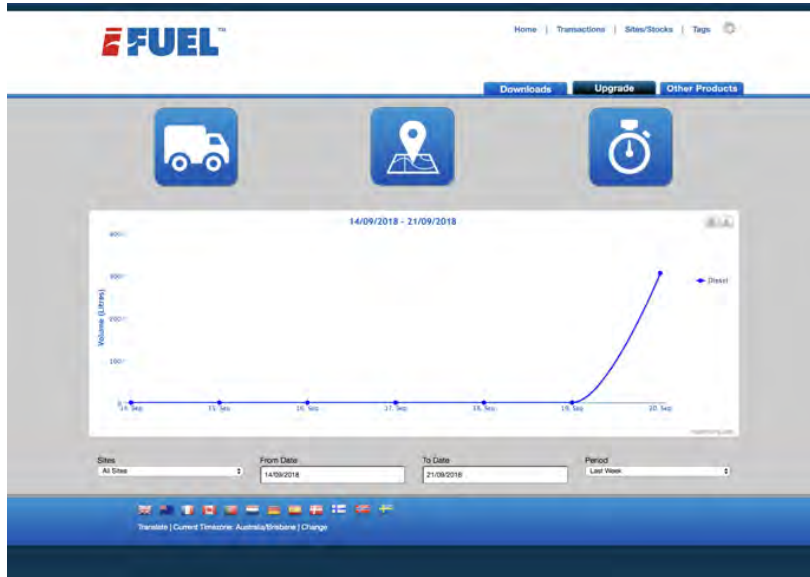 FUEL™
Home | Transactions | Sites/Stocks | Tags
Downloads Upgrade Other Products
14/09/2018 - 21/09/2018
Volume (Litres)
Diesel
0
14. Sep 15. Sep 16. Sep 17. Sep 18. Sep 19. Sep 20. Sep
Sites From Date To Date Period
All Sites 14/09/2018 21/09/2018 Last Week
Translate | Current Timezone: Australia/Brisbane | Change